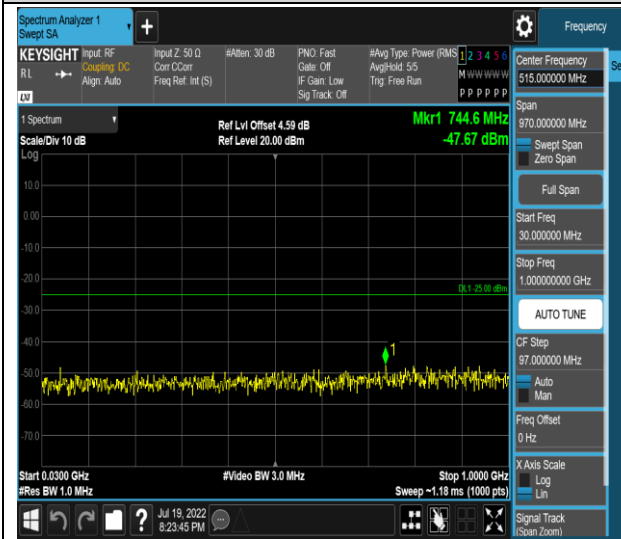 Spectrum Analyzer 1
Swept SA
+
Frequency
KEYSIGHT
RL
LXI
Input: RF
Coupling: DC
Align: Auto
Input Z: 50 Ω
Corr CCorr
Freq Ref: Int (S)
#Atten: 30 dB
PNO: Fast
Gate: Off
IF Gain: Low
Sig Track: Off
#Avg Type: Power (RMS
Avg|Hold: 5/5
Trig: Free Run
1 2 3 4 5 6
M W W W W W
P P P P P P
1 Spectrum
Scale/Div 10 dB
Log
Ref Lvl Offset 4.59 dB
Ref Level 20.00 dBm
Mkr1 744.6 MHz
-47.67 dBm
10.0
0.00
-10.0
-20.0
-30.0
-40.0
-50.0
-60.0
-70.0
DL1 -25.00 dBm
1
Start 0.0300 GHz
#Res BW 1.0 MHz
#Video BW 3.0 MHz
Stop 1.0000 GHz
Sweep ~1.18 ms (1000 pts)
Jul 19, 2022
8:23:45 PM
Center Frequency
515.000000 MHz
Span
970.000000 MHz
Swept Span
Zero Span
Full Span
Start Freq
30.000000 MHz
Stop Freq
1.000000000 GHz
AUTO TUNE
CF Step
97.000000 MHz
Auto
Man
Freq Offset
0 Hz
X Axis Scale
Log
Lin
Signal Track
(Span Zoom)
Se